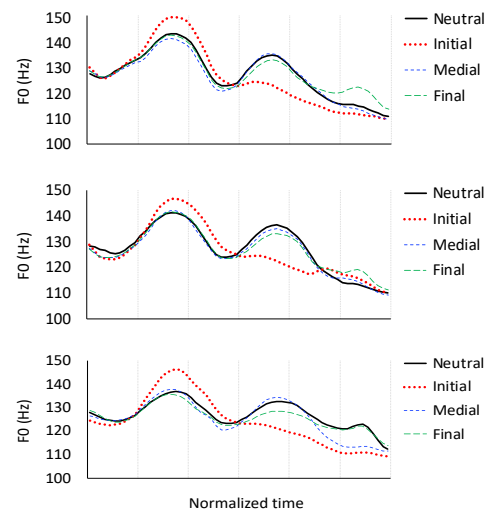 150
140
130
120
110
100
F0 (Hz)
Neutral
Initial
Medial
Final
150
140
130
120
110
100
F0 (Hz)
Neutral
Initial
Medial
Final
150
140
130
120
110
100
F0 (Hz)
Neutral
Initial
Medial
Final
Normalized time